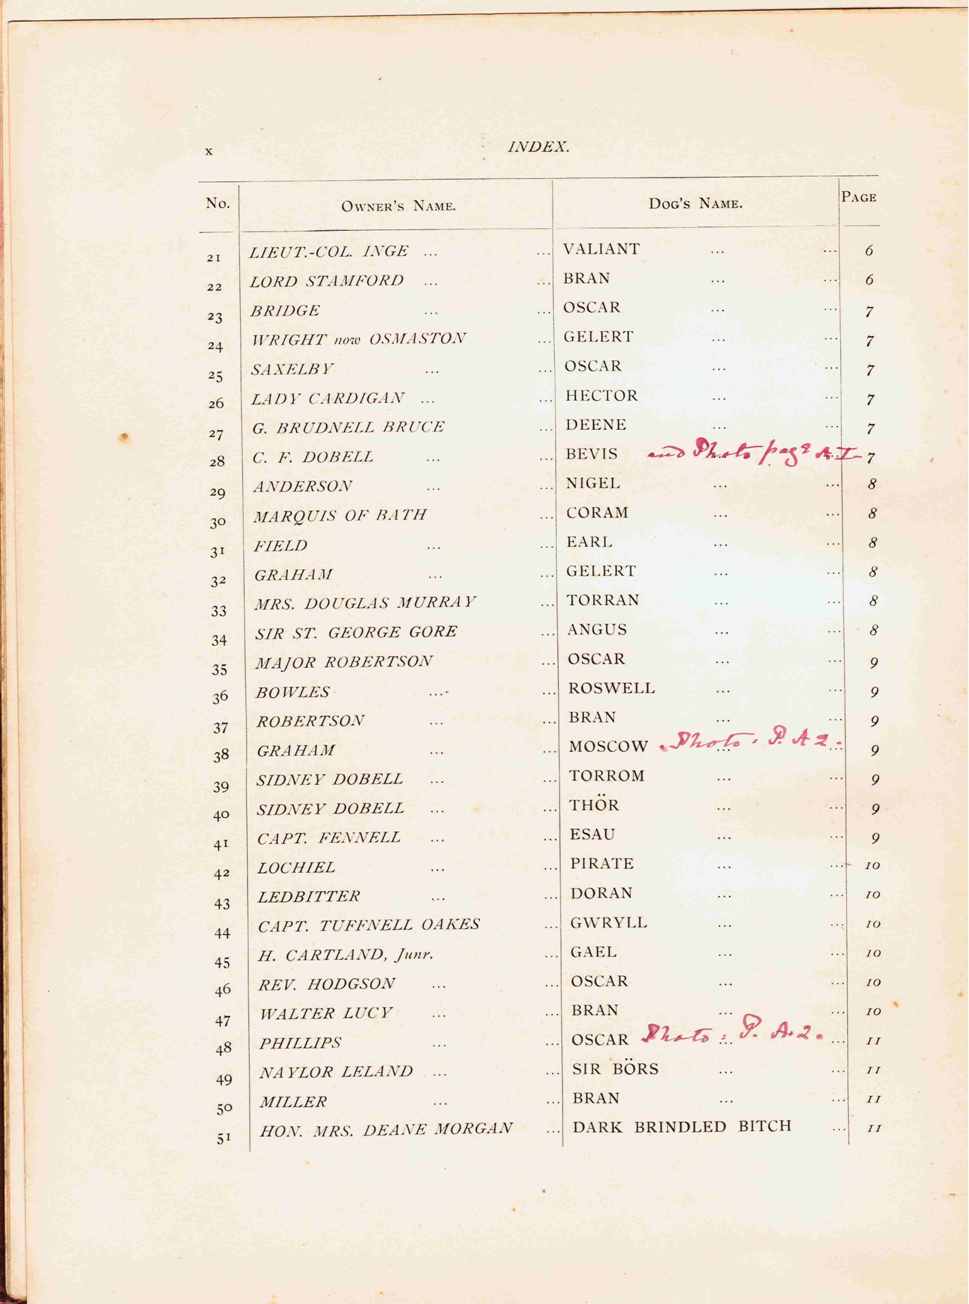 x INDEX.
No. OWNER'S NAME. DOG'S NAME. PAGE
21 LIEUT.-COL. INGE ... ... VALIANT ... ... 6
22 LORD STAMFORD ... ... BRAN ... ... 6
23 BRIDGE ... ... OSCAR ... ... 7
24 WRIGHT now OSMASTON ... GELERT ... ... 7
25 SAXELBY ... ... OSCAR ... ... 7
26 LADY CARDIGAN ... ... HECTOR ... ... 7
27 G. BRUDNELL BRUCE ... DEENE ... ... 7
28 C. F. DOBELL ... ... BEVIS and Photo page A.I- 7
29 ANDERSON ... ... NIGEL ... ... 8
30 MARQUIS OF BATH ... CORAM ... ... 8
31 FIELD ... ... EARL ... ... 8
32 GRAHAM ... ... GELERT ... ... 8
33 MRS. DOUGLAS MURRAY ... TORRAN ... ... 8
34 SIR ST. GEORGE GORE ... ANGUS ... ... 8
35 MAJOR ROBERTSON ... OSCAR ... ... 9
36 BOWLES ... ... ROSWELL ... ... 9
37 ROBERTSON ... ... BRAN ... ... 9
38 GRAHAM ... ... MOSCOW Photo. P. A 2. ... ... 9
39 SIDNEY DOBELL ... ... TORROM ... ... 9
40 SIDNEY DOBELL ... ... THÖR ... ... 9
41 CAPT. FENNELL ... ... ESAU ... ... 9
42 LOCHIEL ... ... PIRATE ... ... 10
43 LEDBITTER ... ... DORAN ... ... 10
44 CAPT. TUFFNELL OAKES ... GWRYLL ... ... 10
45 H. CARTLAND, Junr. ... GAEL ... ... 10
46 REV. HODGSON ... ... OSCAR ... ... 10
47 WALTER LUCY ... ... BRAN ... ... 10
48 PHILLIPS ... ... OSCAR Photo: P. A.2. ... ... 11
49 NAYLOR LELAND ... ... SIR BÖRS ... ... 11
50 MILLER ... ... BRAN ... ... 11
51 HON. MRS. DEANE MORGAN ... DARK BRINDLED BITCH ... 11